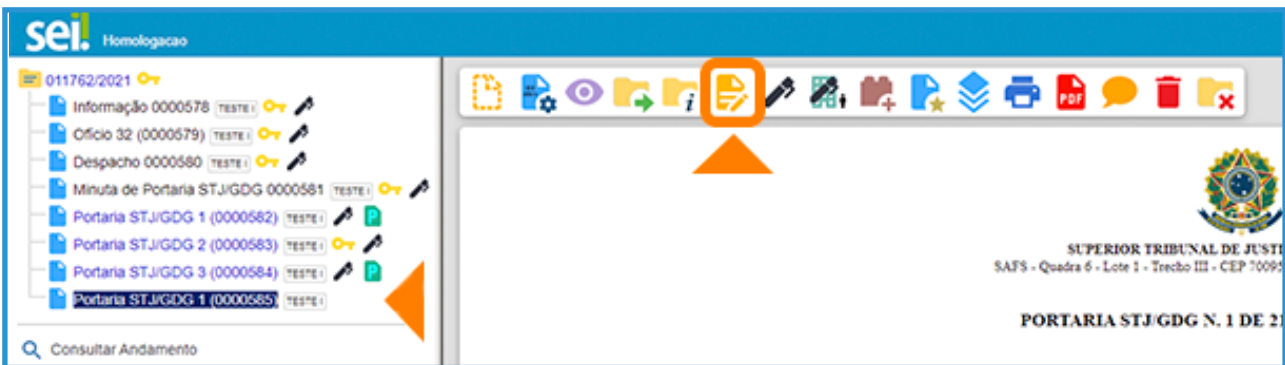 sei! Homologacao
011762/2021
Informação 0000578 TESTE I
Ofício 32 (0000579) TESTE I
Despacho 0000580 TESTE I
Minuta de Portaria STJ/GDG 0000581 TESTE I
Portaria STJ/GDG 1 (0000582) TESTE I P
Portaria STJ/GDG 2 (0000583) TESTE I
Portaria STJ/GDG 3 (0000584) TESTE I P
Portaria STJ/GDG 1 (0000585) TESTE I
Consultar Andamento
i
PDF
SUPERIOR TRIBUNAL DE JUSTI
SAFS - Quadra 6 - Lote 1 - Trecho III - CEP 70095
PORTARIA STJ/GDG N. 1 DE 21